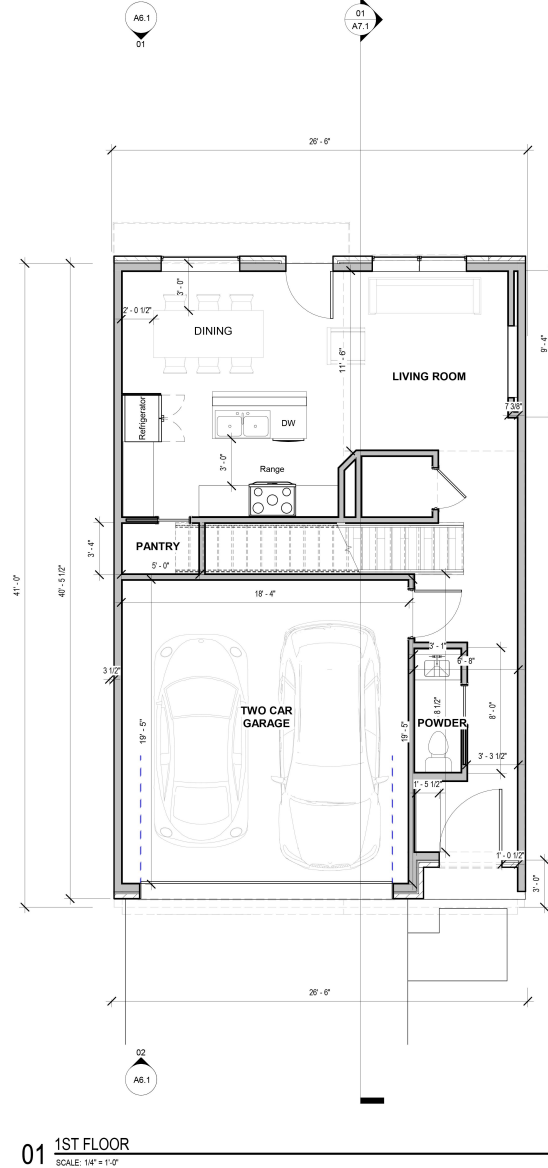 A6.1
01
01
A7.1
26' - 6"
3' - 0"
2' - 0 1/2"
DINING
11' - 6"
9' - 4"
LIVING ROOM
7 3/8"
Refrigerator
DW
3' - 0"
Range
3' - 4"
PANTRY
5' - 0"
41' - 0"
40' - 5 1/2"
18' - 4"
3' - 1"
6' - 8"
3 1/2"
TWO CAR
GARAGE
19' - 5"
19' - 5"
8 1/2"
8' - 0"
POWDER
3' - 3 1/2"
1' - 5 1/2"
1' - 0 1/2"
3' - 0"
26' - 6"
02
A6.1
01
1ST FLOOR
SCALE: 1/4" = 1'-0"